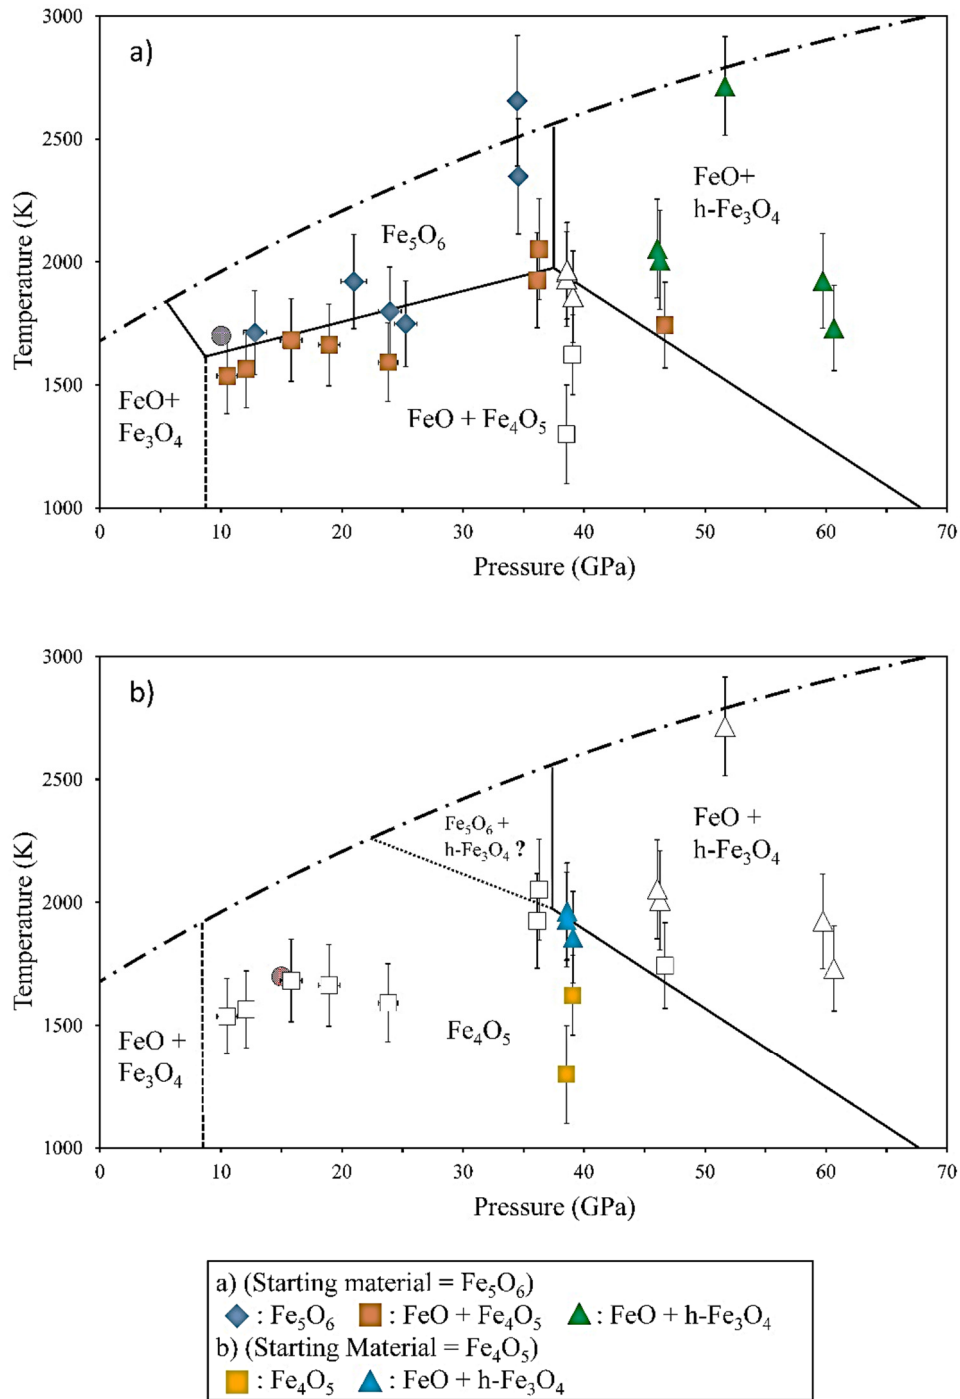 a)
3000
2500
2000
1500
1000
Temperature (K)
FeO+
h-Fe₃O₄
Fe₅O₆
FeO+
Fe₃O₄
FeO + Fe₄O₅
0 10 20 30 40 50 60 70
Pressure (GPa)
b)
3000
2500
2000
1500
1000
Temperature (K)
Fe₅O₆ +
h-Fe₃O₄ ?
FeO +
h-Fe₃O₄
FeO +
Fe₃O₄
Fe₄O₅
0 10 20 30 40 50 60 70
Pressure (GPa)
a) (Starting material = Fe₅O₆)
: Fe₅O₆ : FeO + Fe₄O₅ : FeO + h-Fe₃O₄
b) (Starting Material = Fe₄O₅)
: Fe₄O₅ : FeO + h-Fe₃O₄